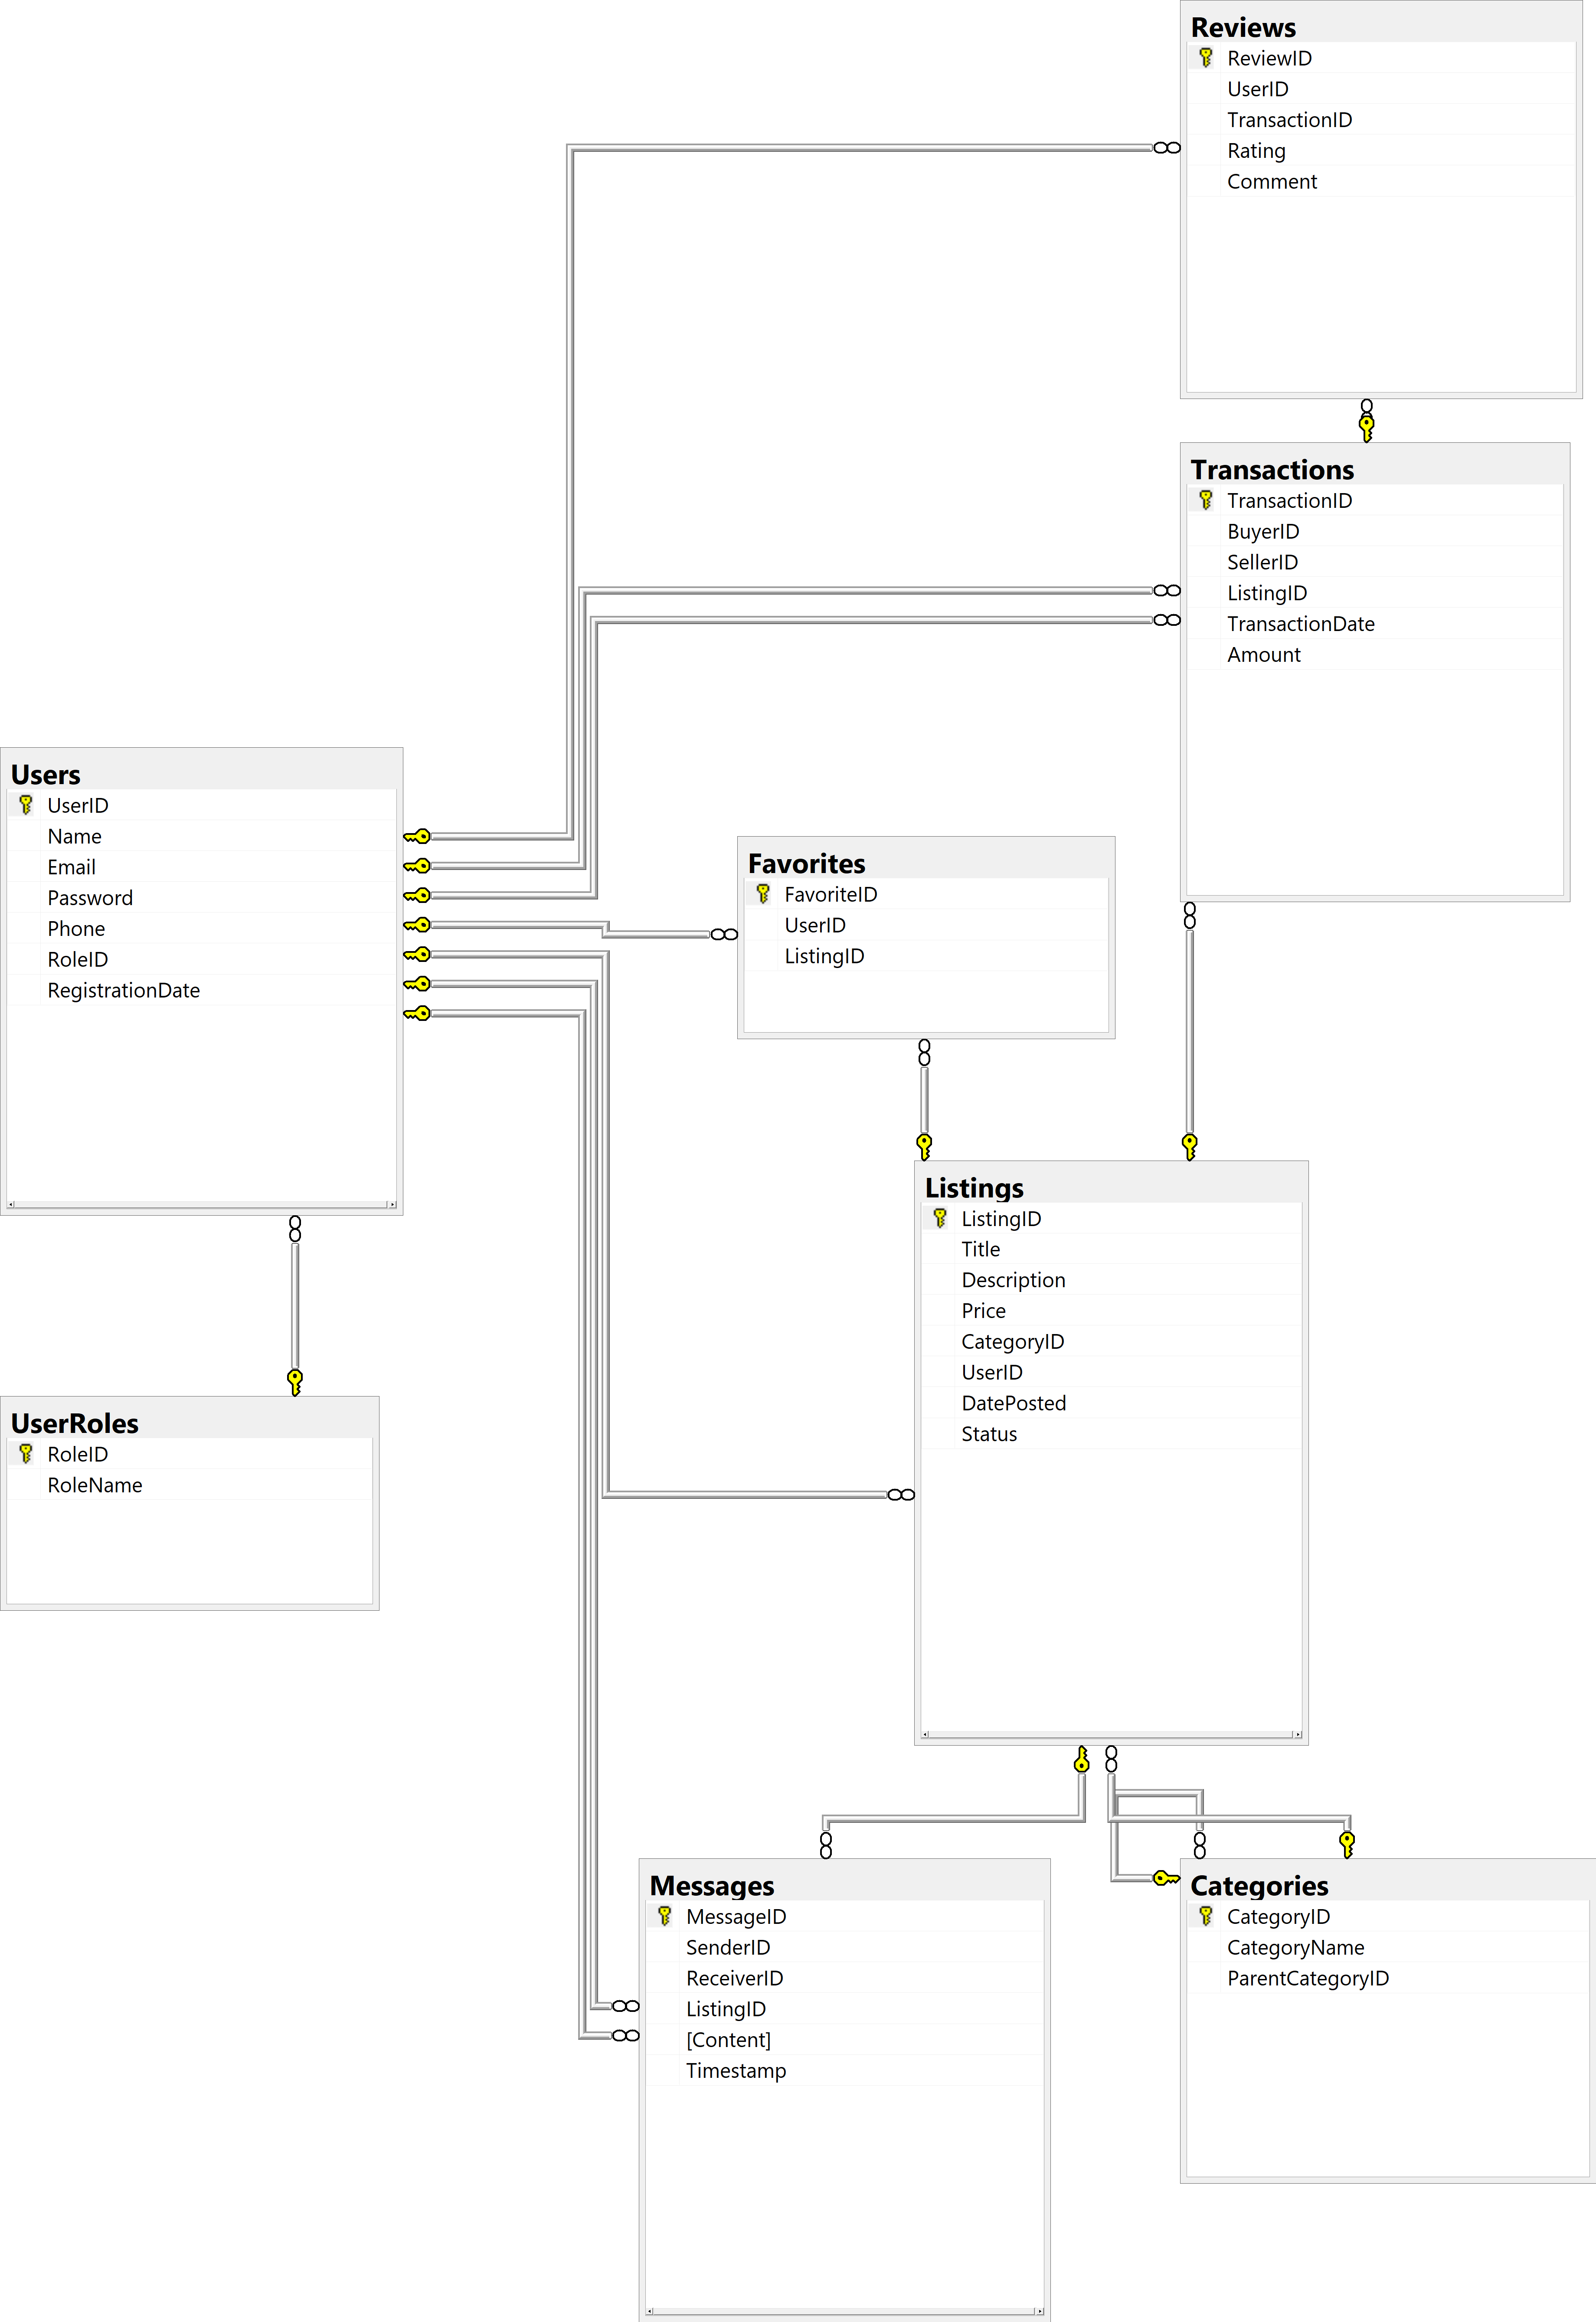 Reviews
ReviewID
UserID
TransactionID
Rating
Comment
Transactions
TransactionID
BuyerID
SellerID
ListingID
TransactionDate
Amount
Users
UserID
Name
Email
Password
Phone
RoleID
RegistrationDate
Favorites
FavoriteID
UserID
ListingID
Listings
ListingID
Title
Description
Price
CategoryID
UserID
DatePosted
Status
UserRoles
RoleID
RoleName
Messages
MessageID
SenderID
ReceiverID
ListingID
[Content]
Timestamp
Categories
CategoryID
CategoryName
ParentCategoryID